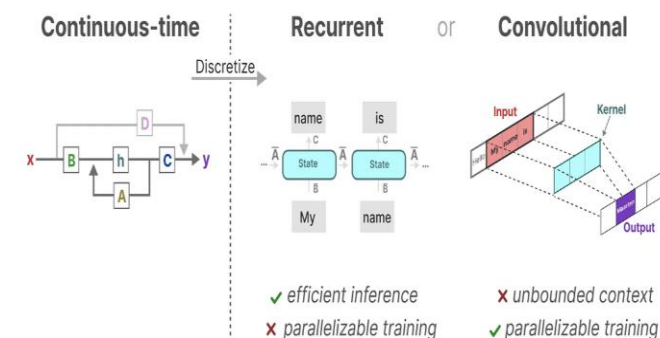 Continuous-time
Recurrent
or
Convolutional
Discretize
D
x
B
h
C
y
A
name
is
C
C
... A̅
State
A̅
State
A̅ ...
B
B
My
name
Input
Kernel
Hello
My name is
Output
✓ efficient inference
✗ parallelizable training
✗ unbounded context
✓ parallelizable training